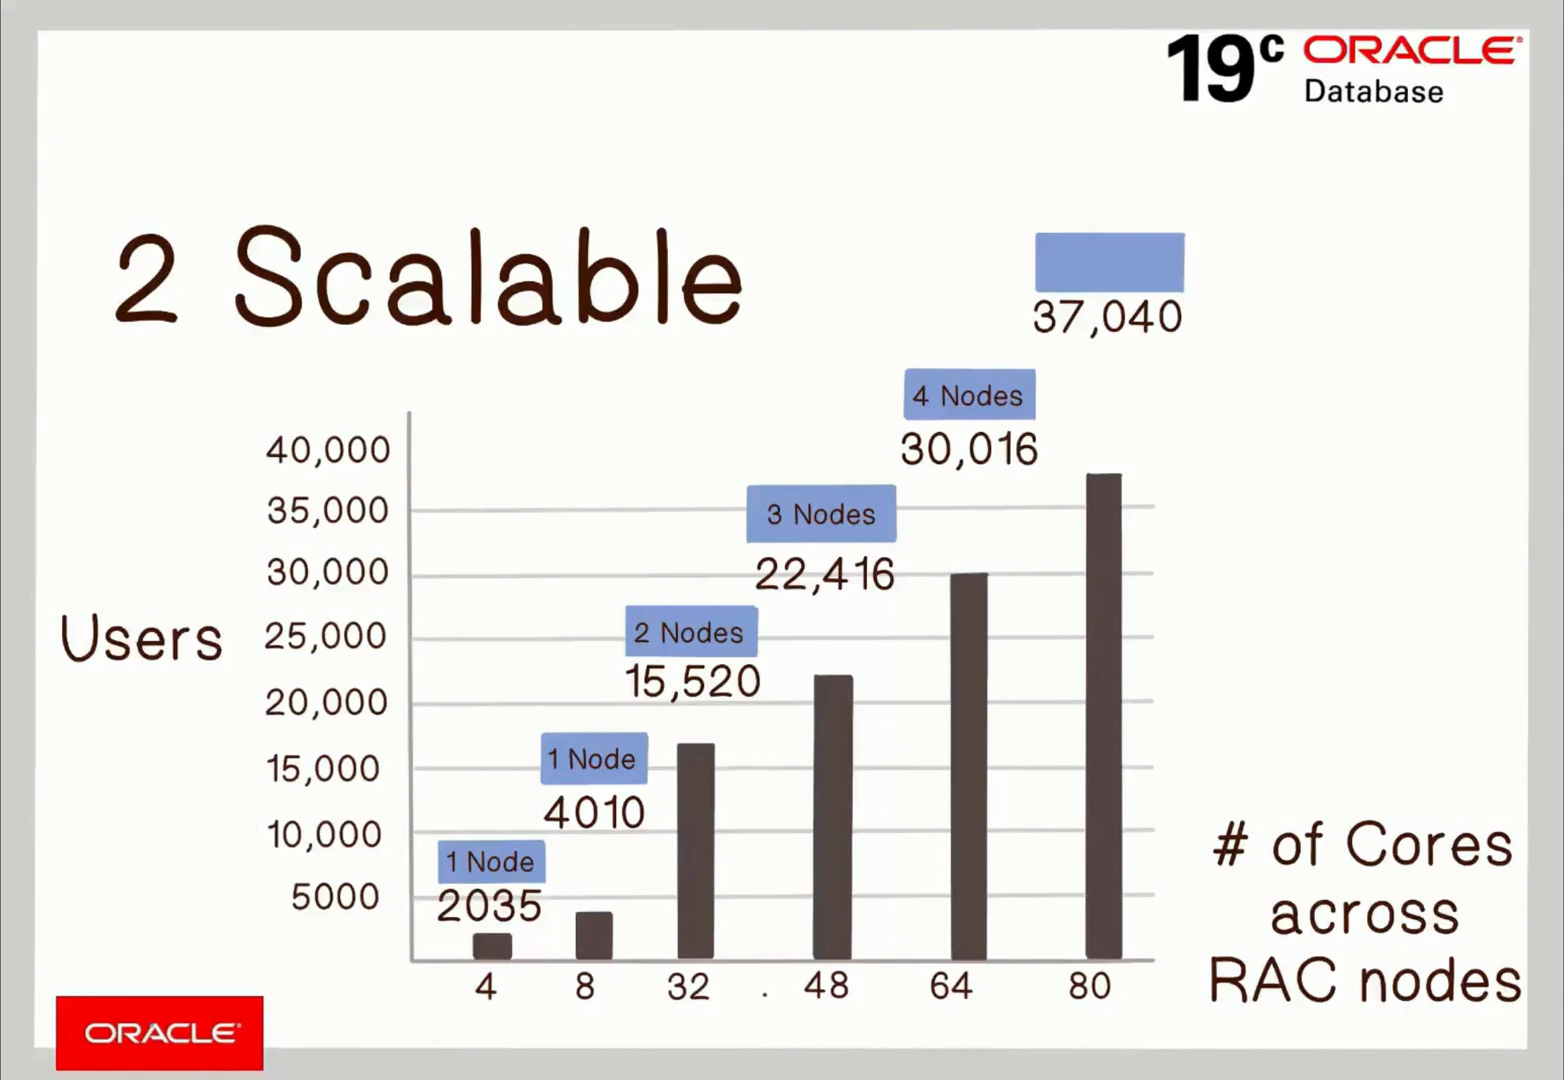 19c ORACLE®
Database
2 Scalable
37,040
4 Nodes
30,016
3 Nodes
22,416
2 Nodes
15,520
1 Node
4010
1 Node
2035
Users
40,000
35,000
30,000
25,000
20,000
15,000
10,000
5000
4 8 32 . 48 64 80
# of Cores
across
RAC nodes
ORACLE®